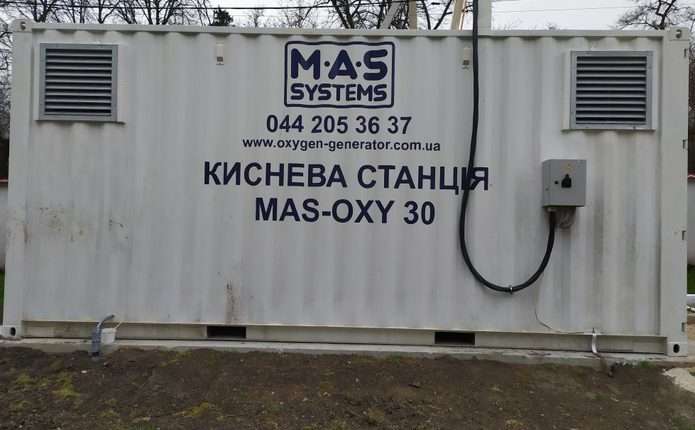 M·A·S
SYSTEMS
044 205 36 37
www.oxygen-generator.com.ua
КИСНЕВА СТАНЦІЯ
MAS-OXY 30